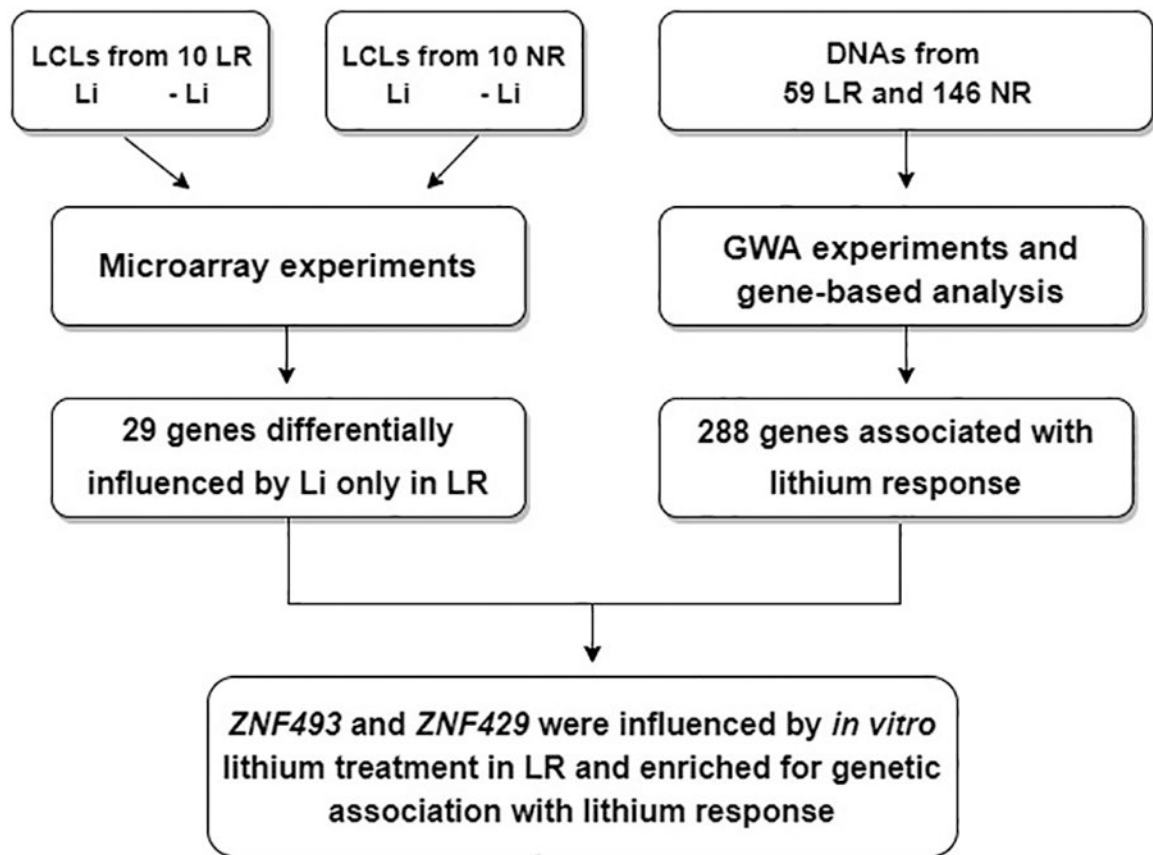 LCLs from 10 LR
Li - Li
LCLs from 10 NR
Li - Li
DNAs from
59 LR and 146 NR
Microarray experiments
GWA experiments and
gene-based analysis
29 genes differentially
influenced by Li only in LR
288 genes associated with
lithium response
ZNF493 and ZNF429 were influenced by in vitro
lithium treatment in LR and enriched for genetic
association with lithium response